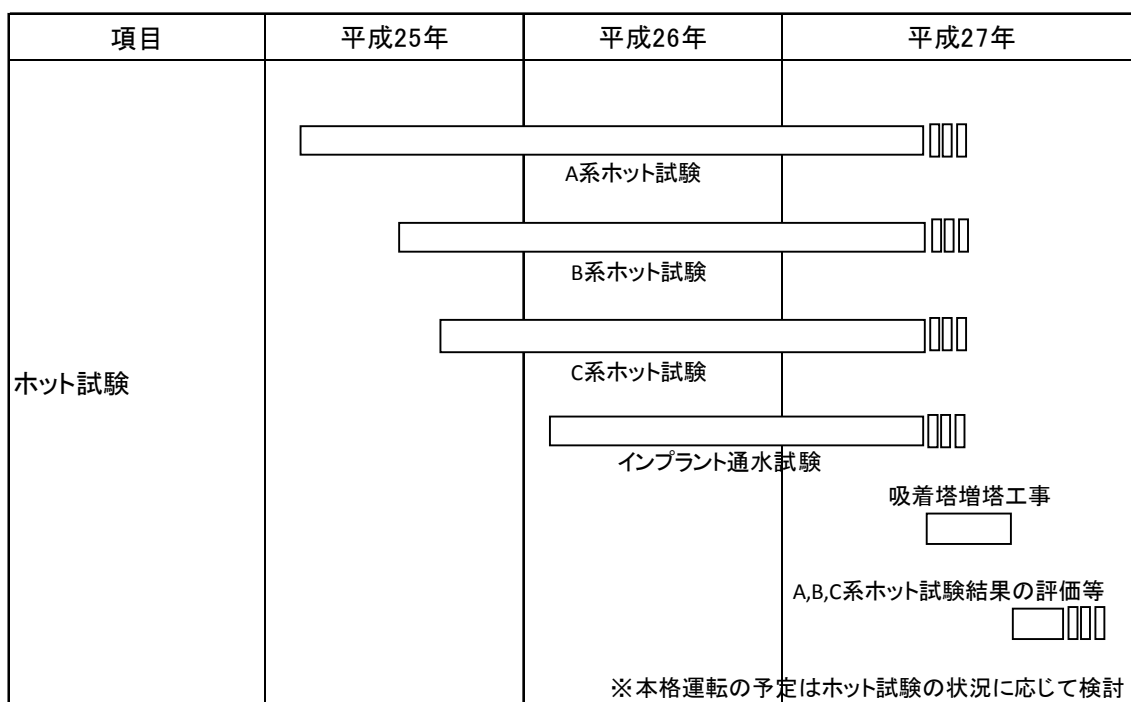 項目 平成25年 平成26年 平成27年
A系ホット試験
B系ホット試験
C系ホット試験
ホット試験
インプラント通水試験
吸着塔増塔工事
A,B,C系ホット試験結果の評価等
※本格運転の予定はホット試験の状況に応じて検討